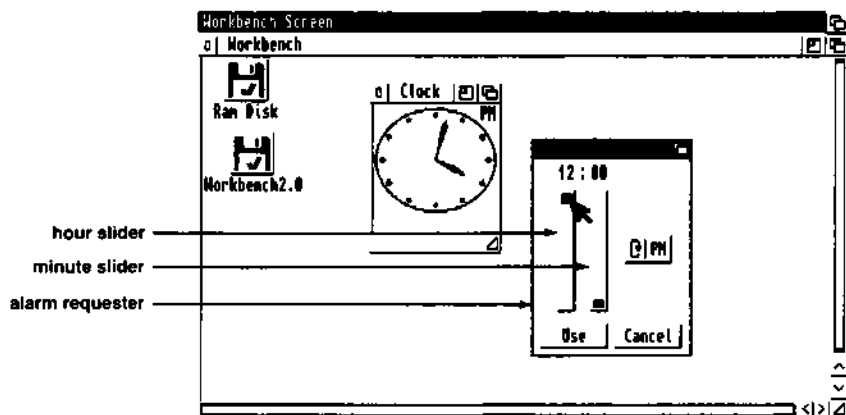 Workbench Screen
Workbench
Ram Disk
Clock
PM
Workbench2.0
12:00
PM
Use
Cancel
hour slider
minute slider
alarm requester